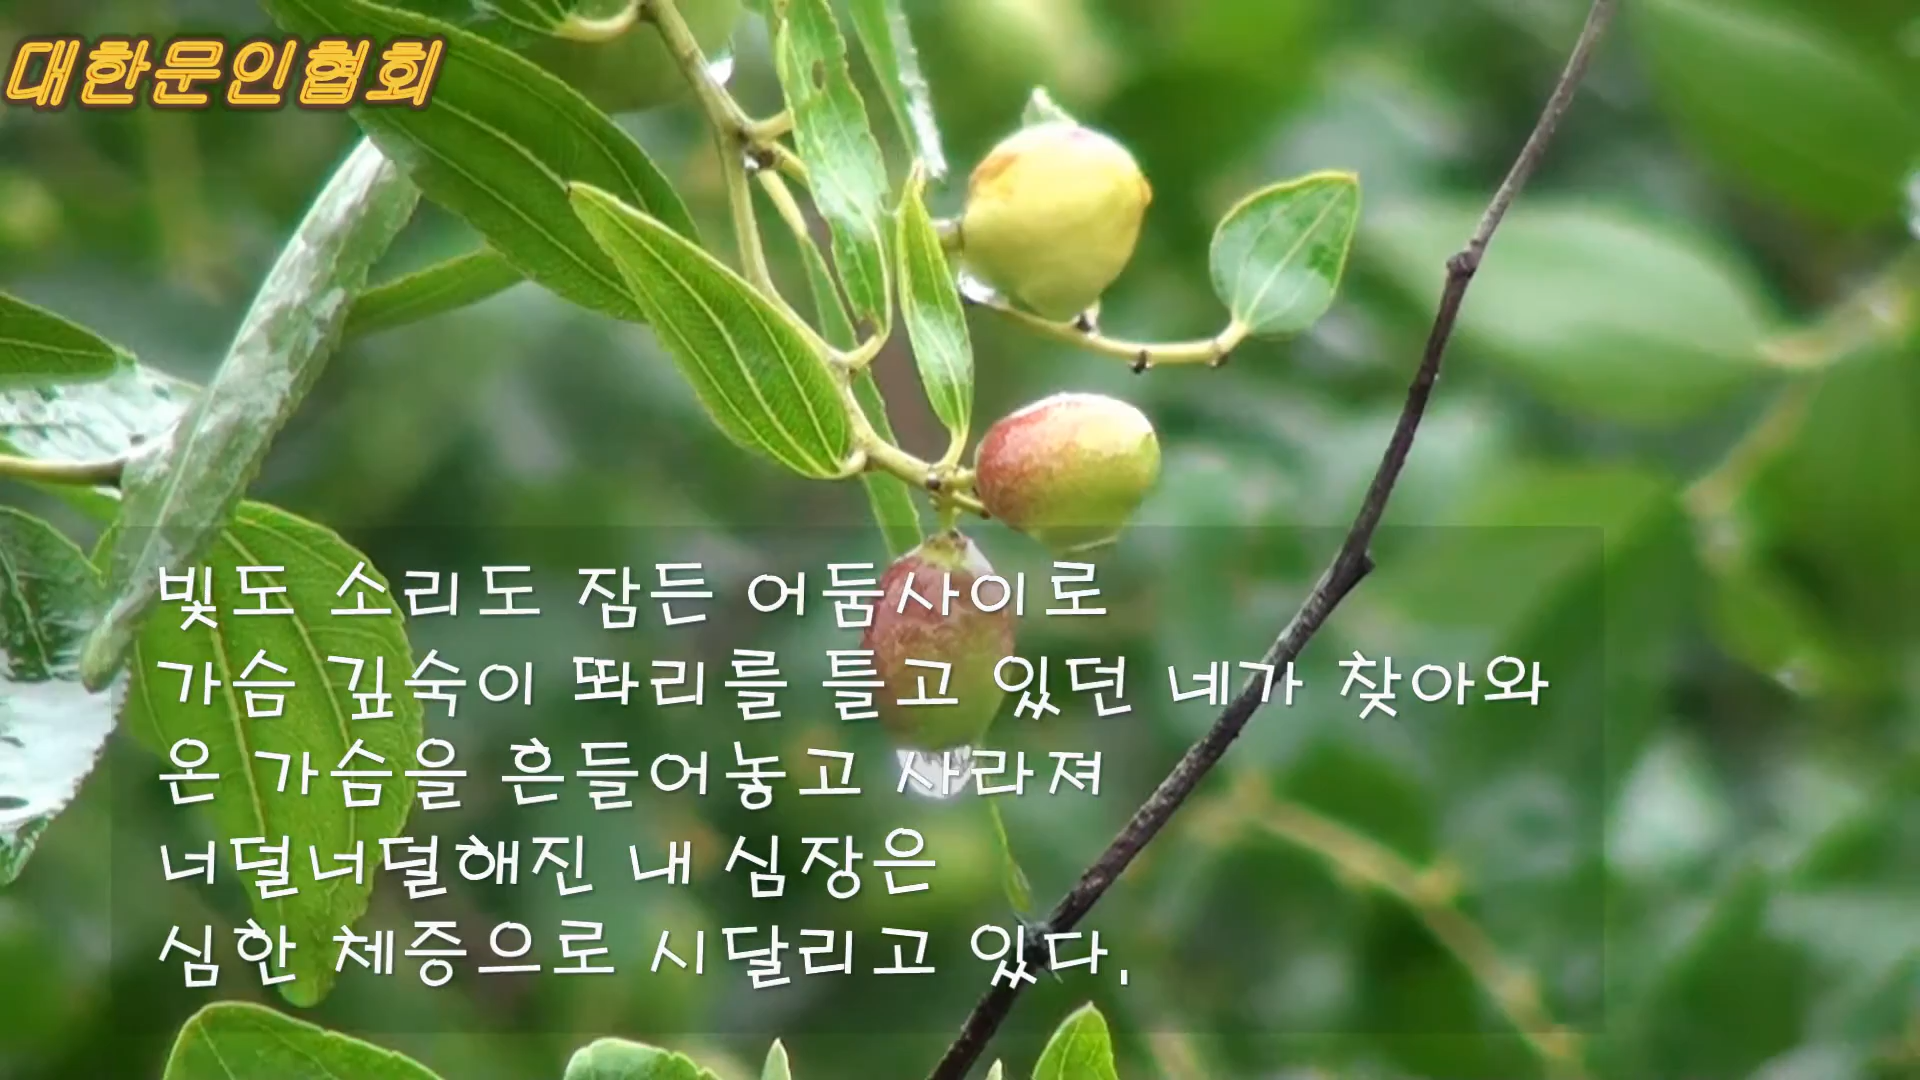 대한문인협회
빛도 소리도 잠든 어둠사이로
가슴 깊숙이 똬리를 틀고 있던 네가 찾아와
온 가슴을 흔들어놓고 사라져
너덜너덜해진 내 심장은
심한 체증으로 시달리고 있다.